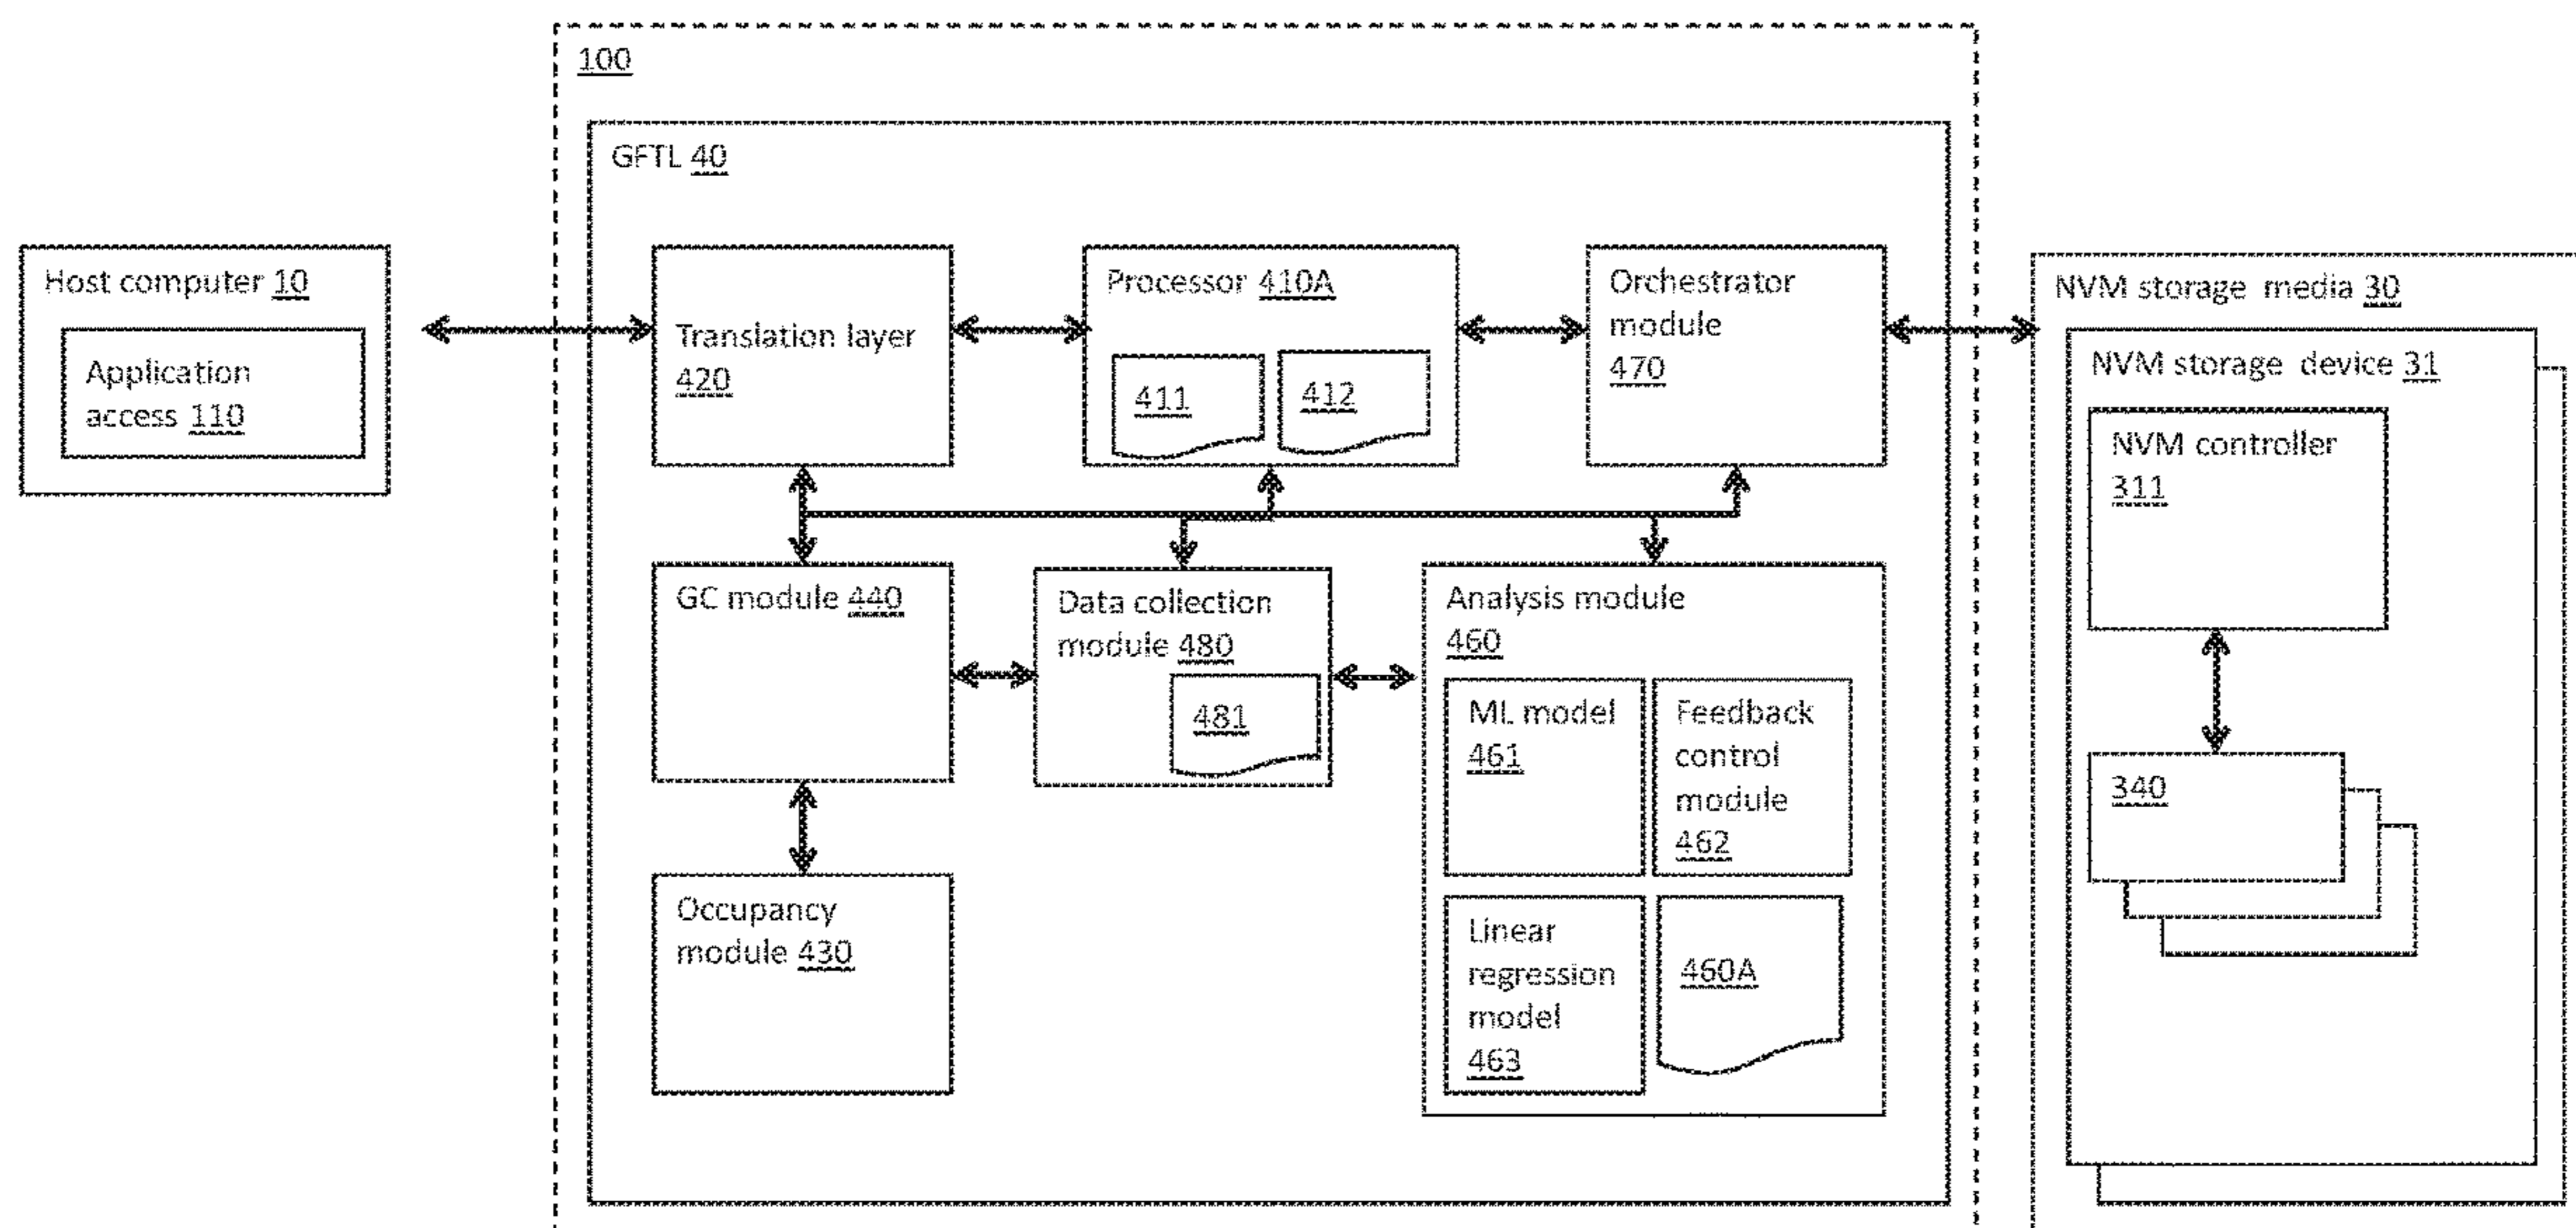 100
GFTL 40
Host computer 10
Application
access 110
Translation layer
420
Processor 410A
411
412
Orchestrator
module
470
NVM storage media 30
NVM storage device 31
NVM controller
311
340
GC module 440
Data collection
module 480
481
Analysis module
460
ML model
461
Feedback
control
module
462
Linear
regression
model
463
460A
Occupancy
module 430